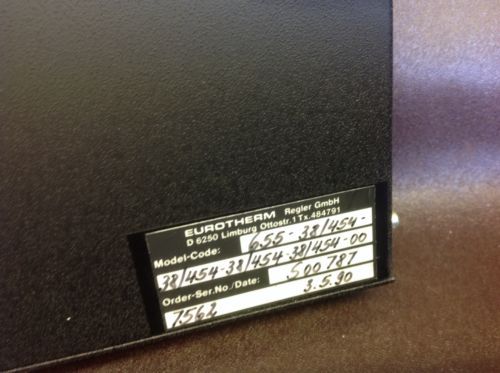 EUROTHERM Regler GmbH
D 6250 Limburg Ottostr.1 Tx.484791
Model-Code: 655-38/454-
38/454-38/454-38/454-00
Order-Ser.No./Date: 500787
7562 3.5.90